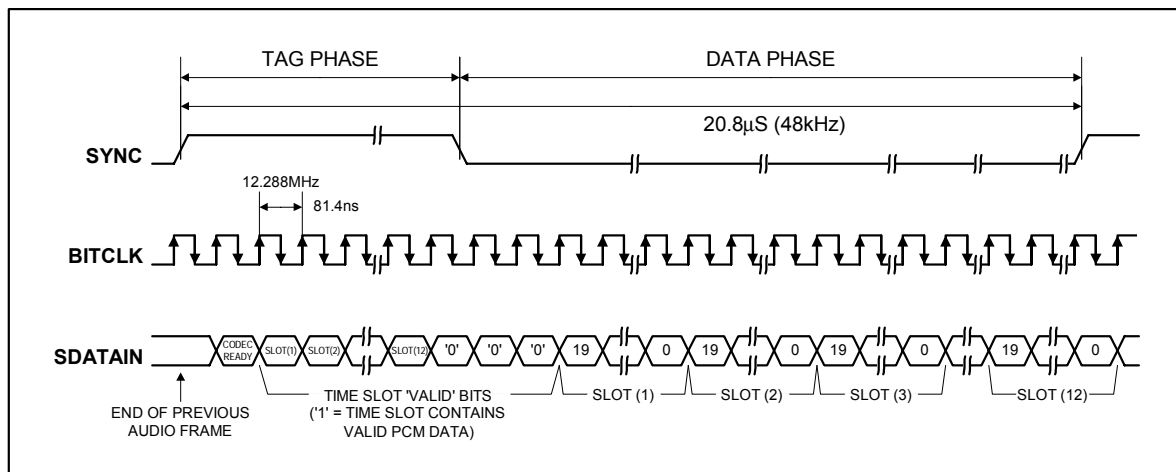 TAG PHASE
DATA PHASE
20.8µS (48kHz)
SYNC
12.288MHz
81.4ns
BITCLK
SDATAIN
CODEC
READY
SLOT(1)
SLOT(2)
SLOT(12)
'0'
'0'
'0'
19
0
19
0
19
0
19
0
END OF PREVIOUS
AUDIO FRAME
TIME SLOT 'VALID' BITS
('1' = TIME SLOT CONTAINS
VALID PCM DATA)
SLOT (1)
SLOT (2)
SLOT (3)
SLOT (12)